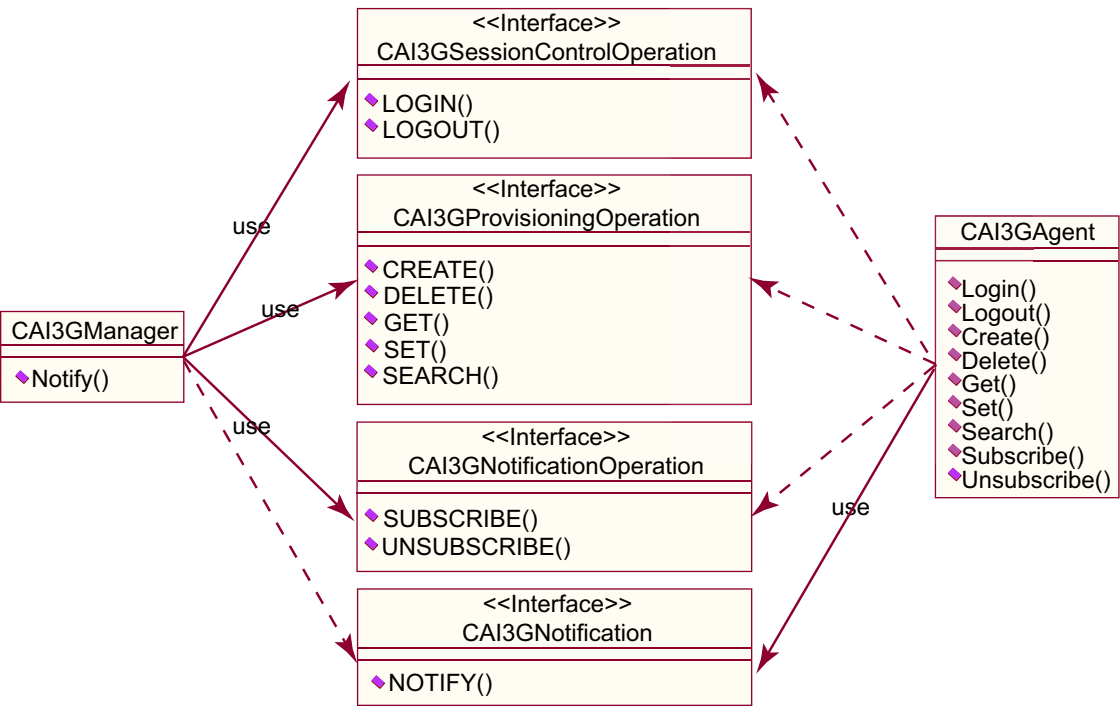 <<Interface>>
CAI3GSessionControlOperation
LOGIN()
LOGOUT()
<<Interface>>
CAI3GProvisioningOperation
CREATE()
DELETE()
GET()
SET()
SEARCH()
<<Interface>>
CAI3GNotificationOperation
SUBSCRIBE()
UNSUBSCRIBE()
<<Interface>>
CAI3GNotification
NOTIFY()
CAI3GManager
Notify()
use
use
use
CAI3GAgent
Login()
Logout()
Create()
Delete()
Get()
Set()
Search()
Subscribe()
Unsubscribe()
use